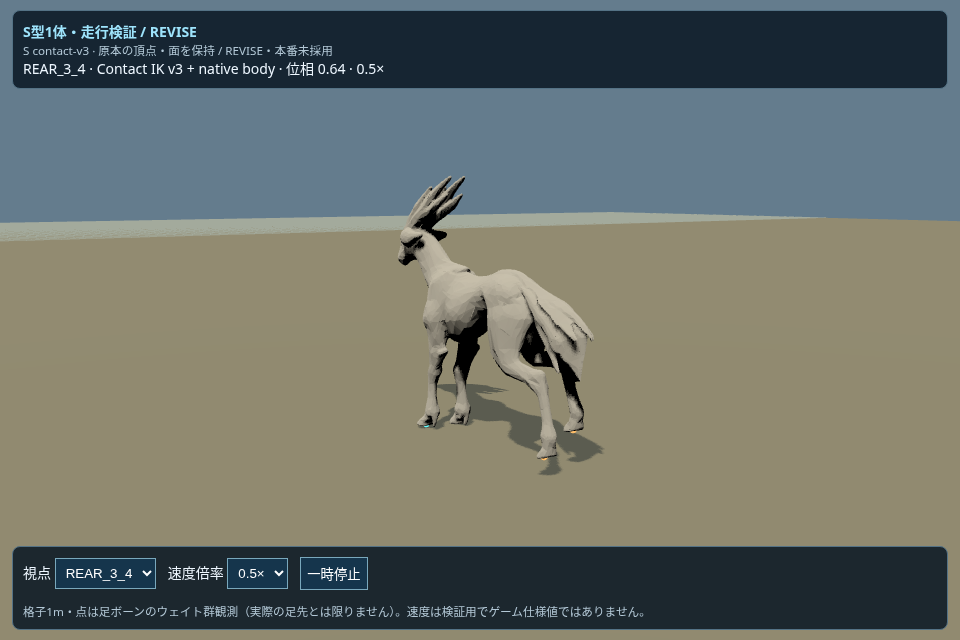 S型1体・走行検証 / REVISE
S contact-v3 · 原本の頂点・面を保持 / REVISE・本番未採用
REAR_3_4 · Contact IK v3 + native body · 位相 0.64 · 0.5×
視点 REAR_3_4 速度倍率 0.5× 一時停止
格子1m・点は足ボーンのウェイト群観測（実際の足先とは限りません）。速度は検証用でゲーム仕様値ではありません。